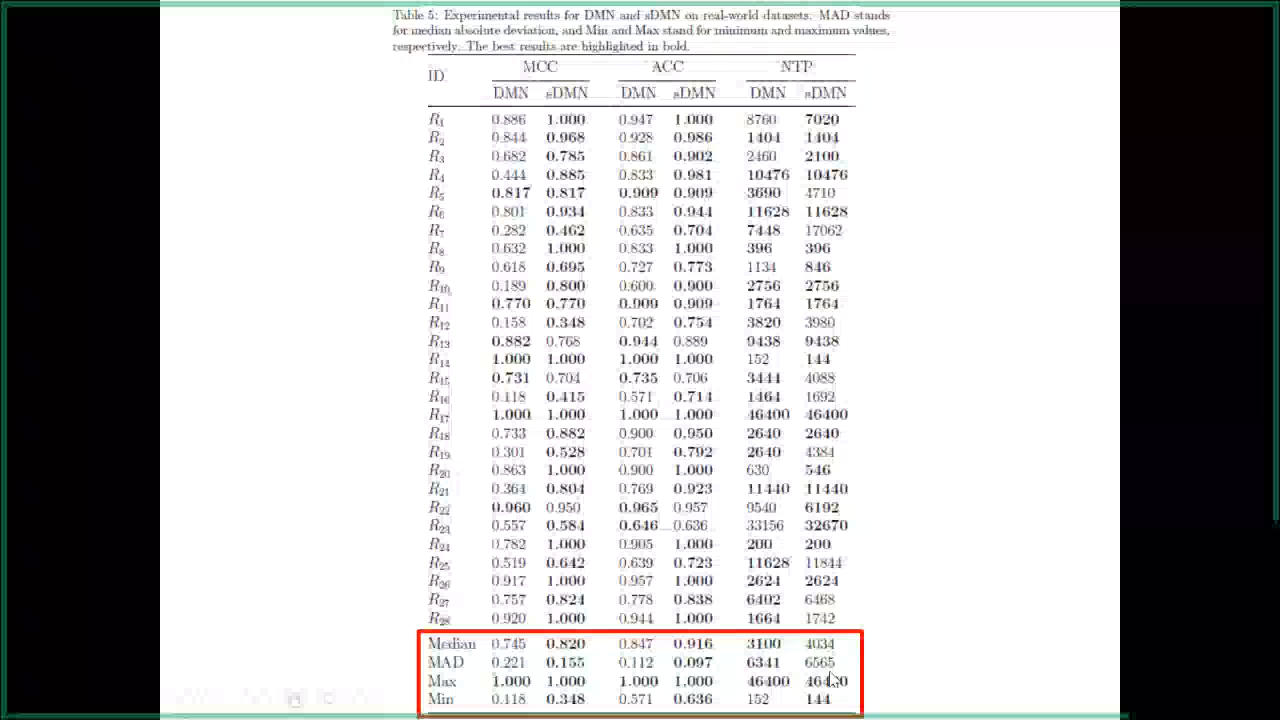 Table 5: Experimental results for DMN and sDMN on real-world datasets. MAD stands
for median absolute deviation, and Min and Max stand for minimum and maximum values,
respectively. The best results are highlighted in bold.
ID MCC ACC NTP
DMN sDMN DMN sDMN DMN sDMN
R1 0.886 1.000 0.947 1.000 8760 7020
R2 0.844 0.968 0.928 0.986 1404 1404
R3 0.682 0.785 0.861 0.902 2460 2100
R4 0.444 0.885 0.833 0.981 10476 10476
R5 0.817 0.817 0.909 0.909 3690 4710
R6 0.801 0.934 0.833 0.944 11628 11628
R7 0.282 0.462 0.635 0.704 7448 17062
R8 0.632 1.000 0.833 1.000 396 396
R9 0.618 0.695 0.727 0.773 1134 846
R10 0.189 0.800 0.600 0.900 2756 2756
R11 0.770 0.770 0.909 0.909 1764 1764
R12 0.158 0.348 0.702 0.754 3820 3980
R13 0.882 0.768 0.944 0.889 9438 9438
R14 1.000 1.000 1.000 1.000 152 144
R15 0.731 0.704 0.735 0.706 3444 4088
R16 0.118 0.415 0.571 0.714 1464 1692
R17 1.000 1.000 1.000 1.000 46400 46400
R18 0.733 0.882 0.900 0.950 2640 2640
R19 0.301 0.528 0.701 0.792 2640 4384
R20 0.863 1.000 0.900 1.000 630 546
R21 0.364 0.804 0.769 0.923 11440 11440
R22 0.960 0.950 0.965 0.957 9540 6192
R23 0.557 0.584 0.646 0.636 33156 32670
R24 0.782 1.000 0.905 1.000 200 200
R25 0.519 0.642 0.639 0.723 11628 11844
R26 0.917 1.000 0.957 1.000 2624 2624
R27 0.757 0.824 0.778 0.838 6402 6468
R28 0.920 1.000 0.944 1.000 1664 1742
Median 0.745 0.820 0.847 0.916 3100 4034
MAD 0.221 0.155 0.112 0.097 6341 6565
Max 1.000 1.000 1.000 1.000 46400
Min 0.118 0.348 0.571 0.636 152 144